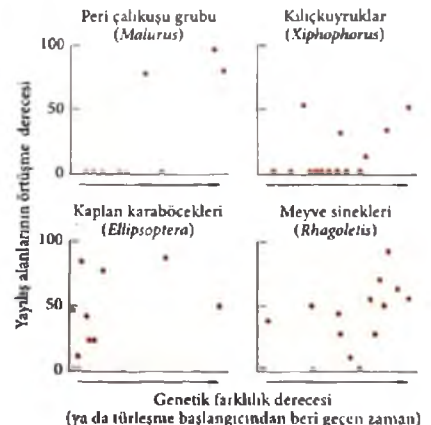 Peri çalıkuşu grubu
(Malurus)
Kılıçkuyruklar
(Xiphophorus)
100
50
0
Kaplan karaböcekleri
(Ellipsoptera)
Meyve sinekleri
(Rhagoletis)
100
50
0
Yayılış alanlarının örtüşme derecesi
Genetik farklılık derecesi
(ya da türleşme başlangıcından beri geçen zaman)